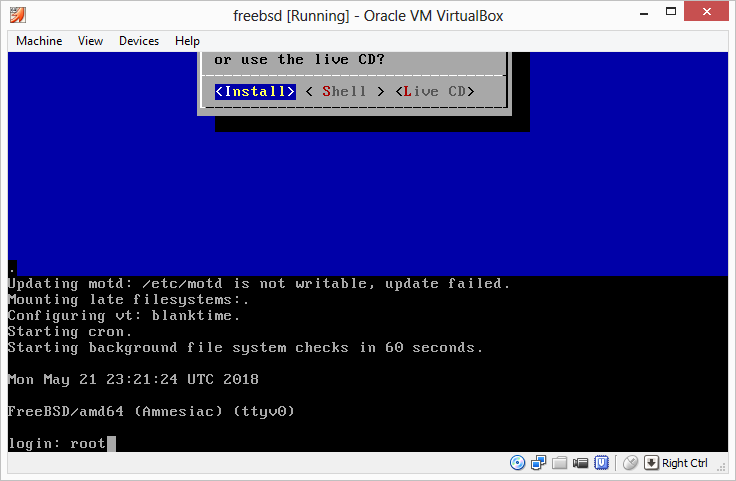 freebsd [Running] - Oracle VM VirtualBox
Machine View Devices Help
or use the live CD?
<Install> < Shell > <Live CD>
.
Updating motd: /etc/motd is not writable, update failed.
Mounting late filesystems:.
Configuring vt: blanktime.
Starting cron.
Starting background file system checks in 60 seconds.
Mon May 21 23:21:24 UTC 2018
FreeBSD/amd64 (Amnesiac) (ttyv0)
login: root
Right Ctrl